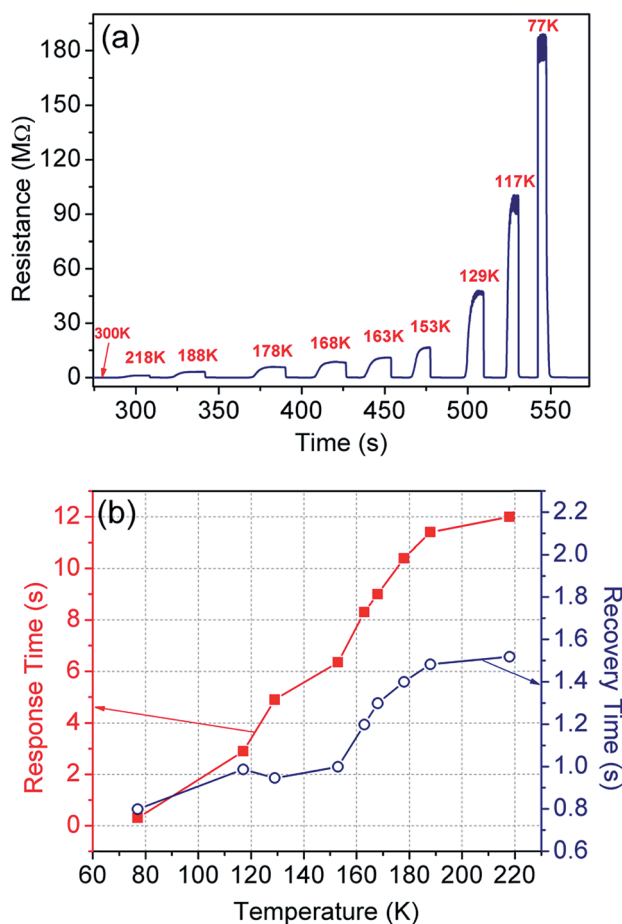 (a)
77K
180
150
120
117K
90
60
129K
30
300K
218K
188K
178K
168K
163K
153K
0
300
350
400
450
500
550
Resistance (MΩ)
Time (s)
(b)
12
10
8
6
4
2
0
Response Time (s)
2.2
2.0
1.8
1.6
1.4
1.2
1.0
0.8
0.6
Recovery Time (s)
60
80
100
120
140
160
180
200
220
Temperature (K)